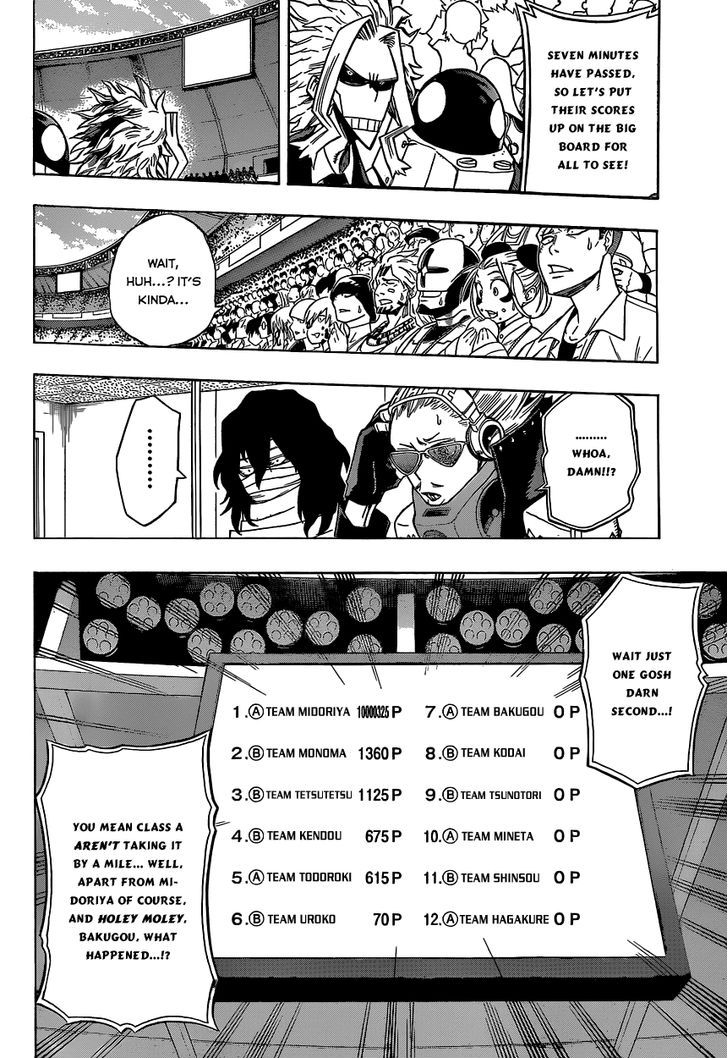 SEVEN MINUTES
HAVE PASSED,
SO LET'S PUT
THEIR SCORES
UP ON THE BIG
BOARD FOR
ALL TO SEE!
WAIT,
HUH...? IT'S
KINDA...
.........
WHOA,
DAMN!!?
......
WAIT JUST
ONE GOSH
DARN
SECOND...!
1. Ⓐ TEAM MIDORIYA 10000325 P
2. Ⓑ TEAM MONOMA 1360 P
3. Ⓑ TEAM TETSUTETSU 1125 P
4. Ⓑ TEAM KENDOU 675 P
5. Ⓐ TEAM TODOROKI 615 P
6. Ⓑ TEAM UROKO 70 P
7. Ⓐ TEAM BAKUGOU 0 P
8. Ⓑ TEAM KODAI 0 P
9. Ⓑ TEAM TSUNOTORI 0 P
10. Ⓐ TEAM MINETA 0 P
11. Ⓑ TEAM SHINSOU 0 P
12. Ⓐ TEAM HAGAKURE 0 P
YOU MEAN CLASS A
AREN'T TAKING IT
BY A MILE... WELL,
APART FROM MI-
DORIYA OF COURSE,
AND HOLEY MOLEY,
BAKUGOU, WHAT
HAPPENED...!?